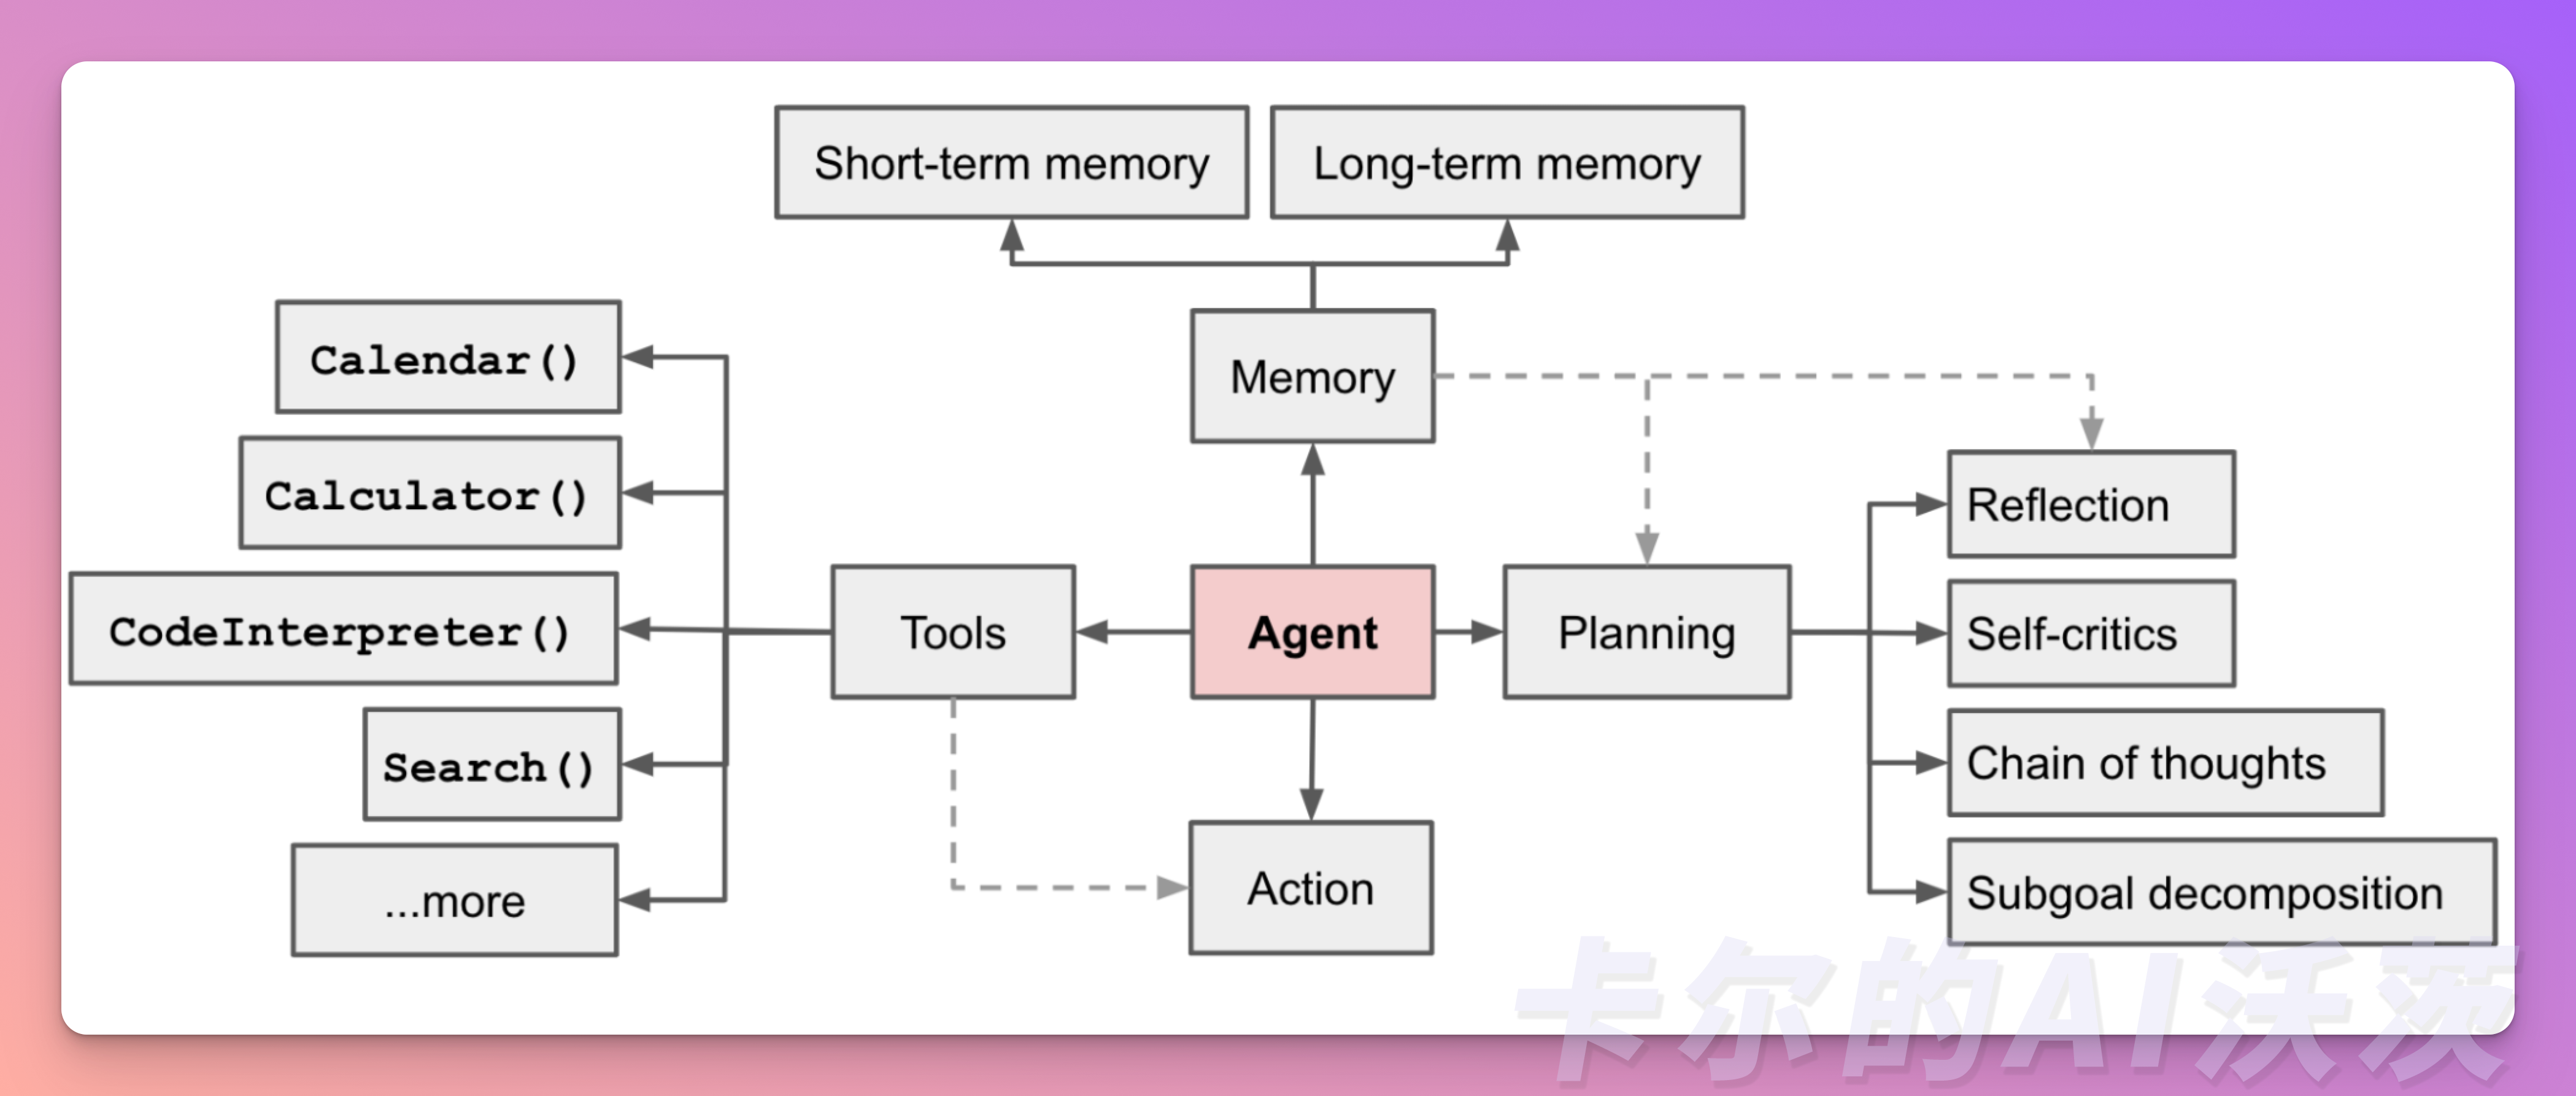 Short-term memory
Long-term memory
Calendar()
Memory
Calculator()
Reflection
CodeInterpreter()
Tools
Agent
Planning
Self-critics
Search()
Chain of thoughts
...more
Action
Subgoal decomposition
卡尔的AI沃茨